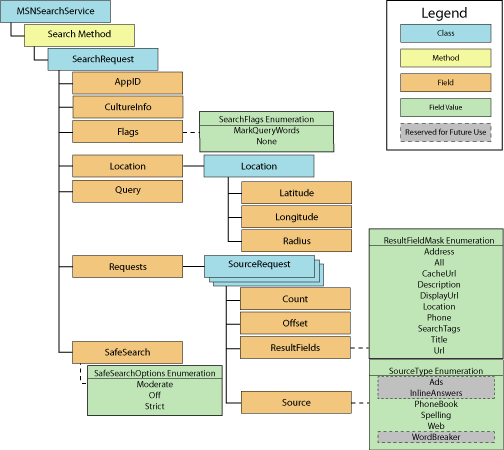 MSNSearchService
Search Method
SearchRequest
AppID
CultureInfo
Flags
SearchFlags Enumeration
MarkQueryWords
None
Location
Location
Query
Latitude
Longitude
Radius
Requests
SourceRequest
Count
Offset
ResultFields
ResultFieldMask Enumeration
Address
All
CacheUrl
Description
DisplayUrl
Location
Phone
SearchTags
Title
Url
SafeSearch
SafeSearchOptions Enumeration
Moderate
Off
Strict
Source
SourceType Enumeration
Ads
InlineAnswers
PhoneBook
Spelling
Web
WordBreaker
Legend
Class
Method
Field
Field Value
Reserved for Future Use